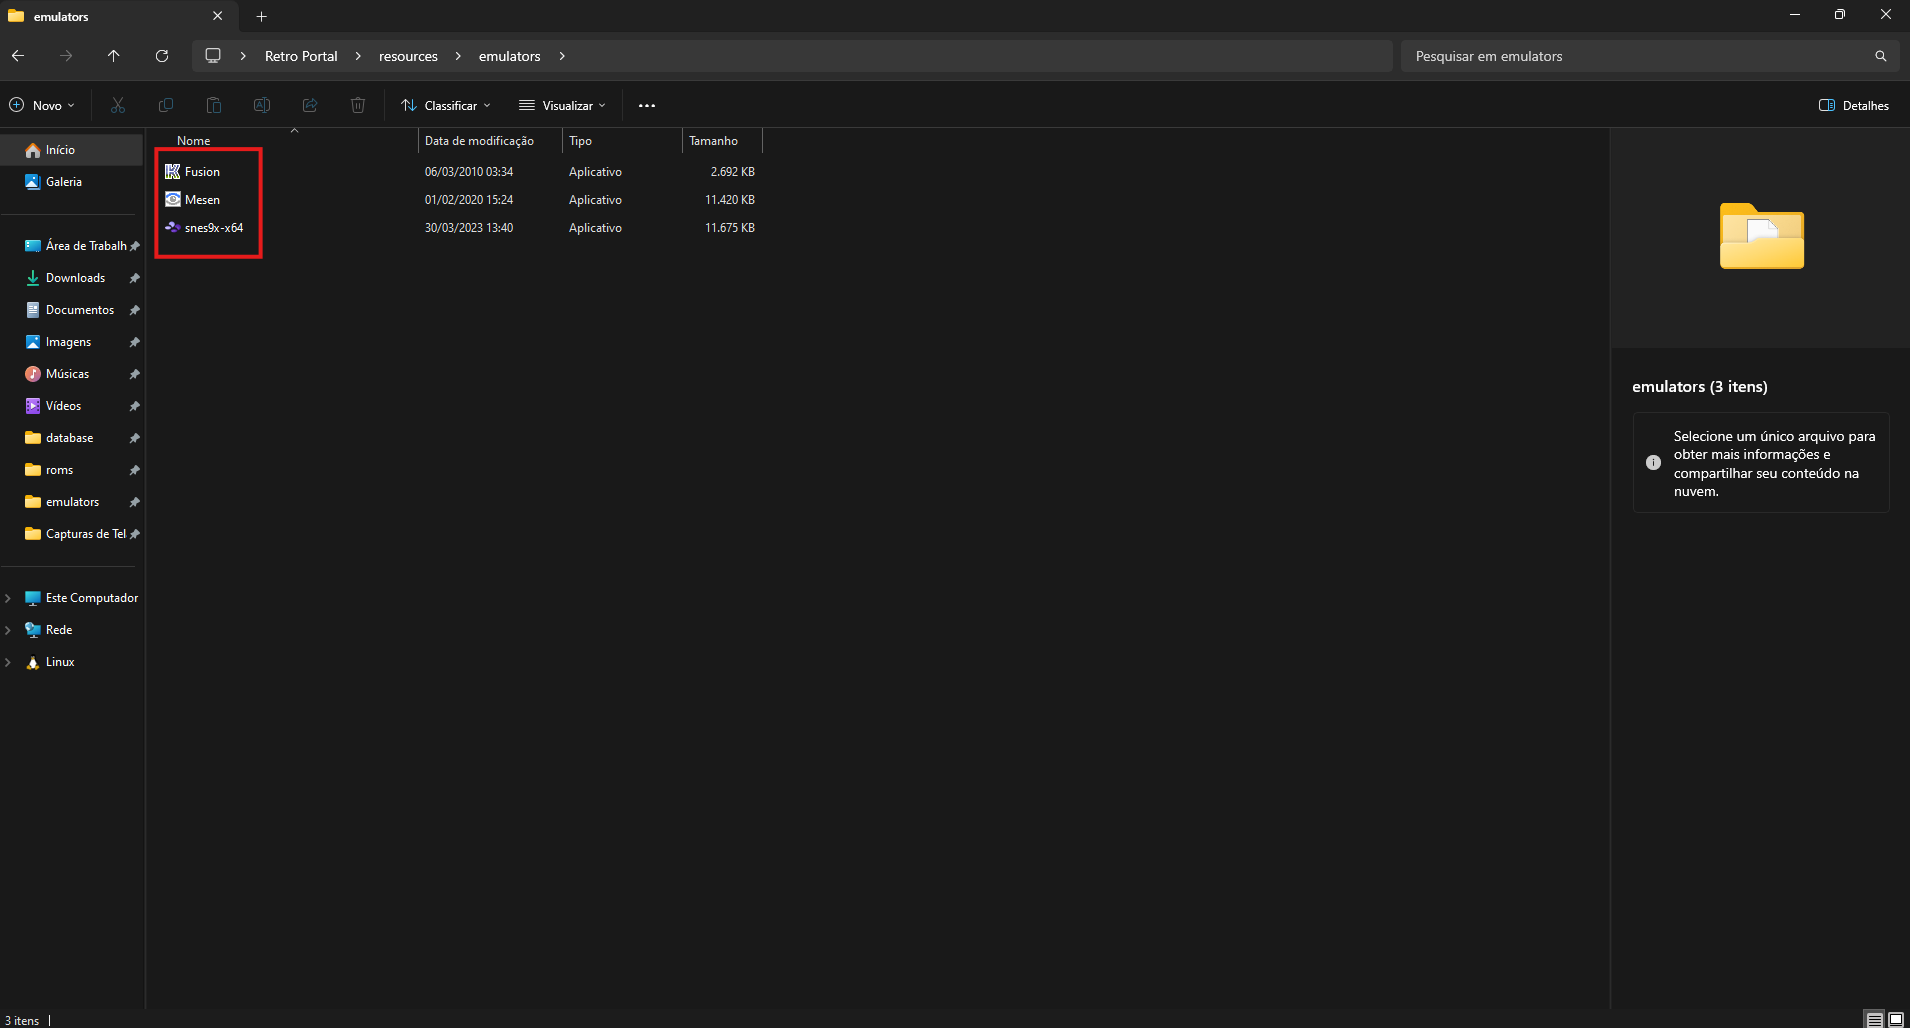 emulators
Retro Portal > resources > emulators >
Pesquisar em emulators
Novo
Classificar
Visualizar
Detalhes
Nome Data de modificação Tipo Tamanho
Fusion 06/03/2010 03:34 Aplicativo 2.692 KB
Mesen 01/02/2020 15:24 Aplicativo 11.420 KB
snes9x-x64 30/03/2023 13:40 Aplicativo 11.675 KB
Início
Galeria
Área de Trabalh
Downloads
Documentos
Imagens
Músicas
Vídeos
database
roms
emulators
Capturas de Tel
Este Computador
Rede
Linux
emulators (3 itens)
Selecione um único arquivo para
obter mais informações e
compartilhar seu conteúdo na
nuvem.
3 itens